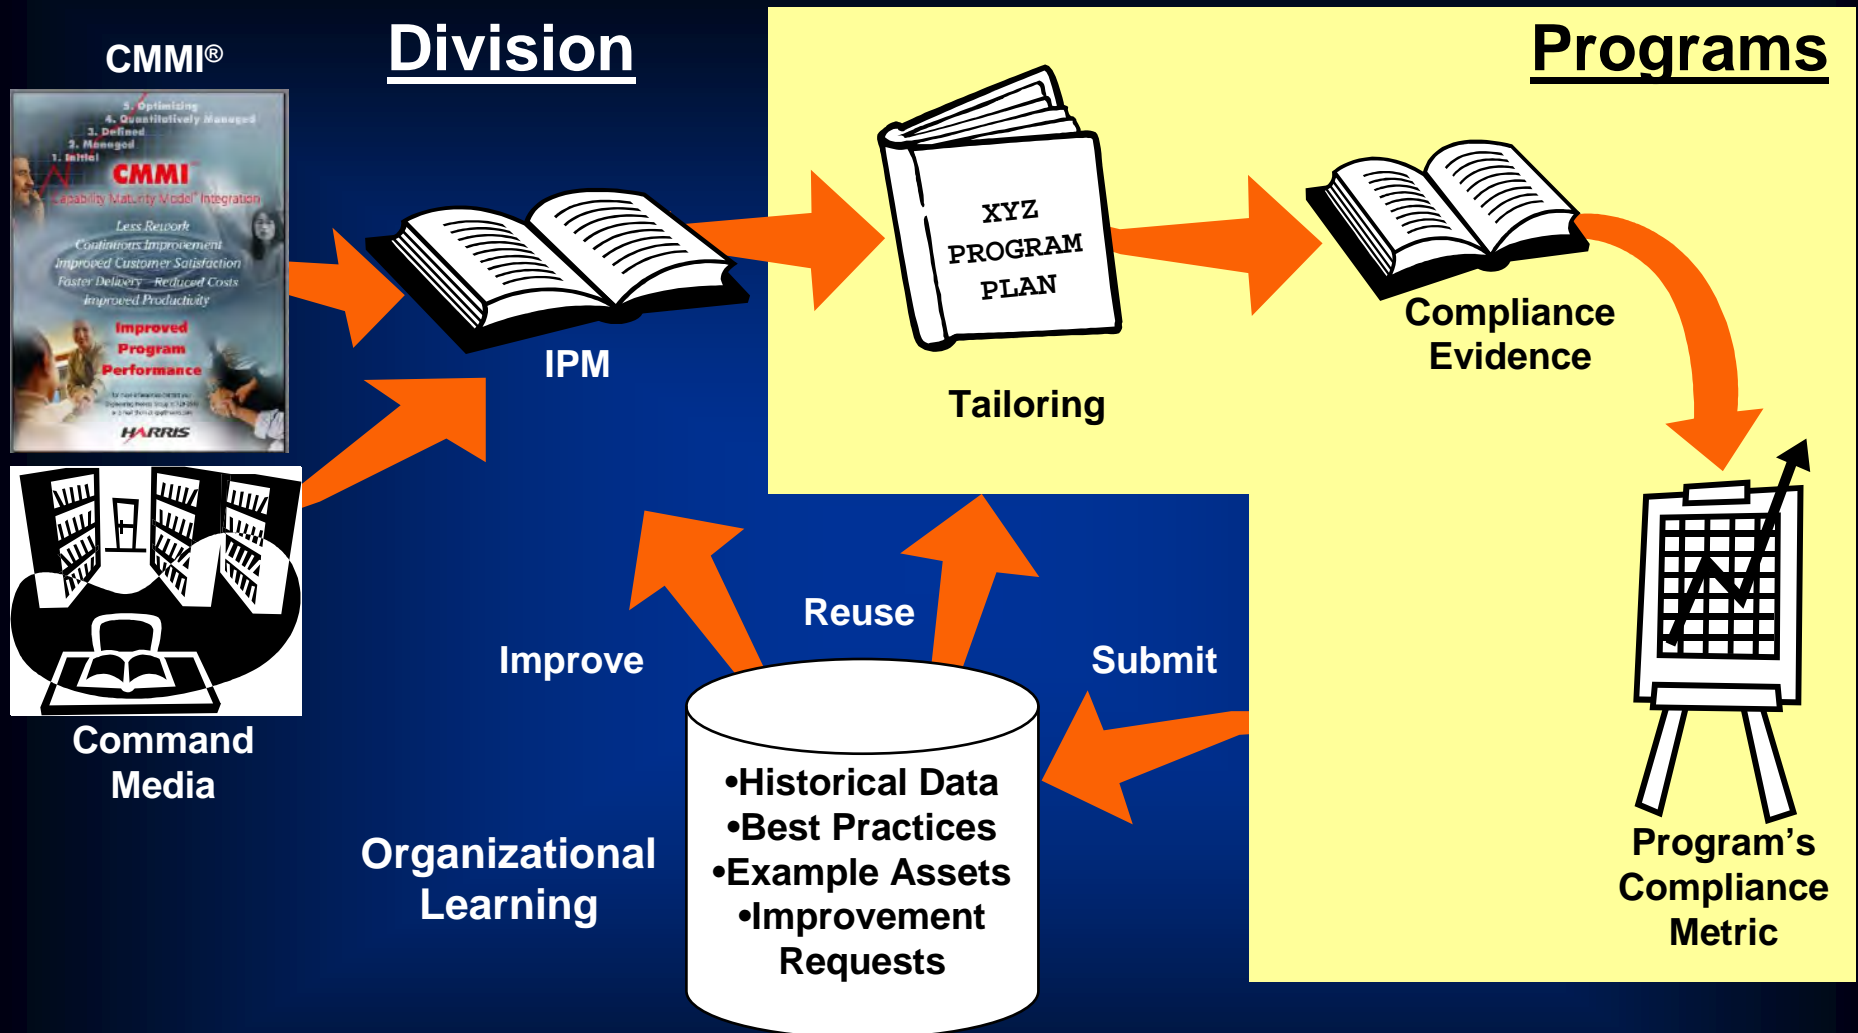 CMMI®
Division
Programs
5. Optimizing
4. Quantitatively Managed
3. Defined
2. Managed
1. Initial
CMMI
Capability Maturity Model Integration
Less Rework
Continuous Improvement
Improved Customer Satisfaction
Faster Delivery Reduced Costs
Improved Productivity
Improved
Program
Performance
HARRIS
IPM
XYZ
PROGRAM
PLAN
Tailoring
Compliance
Evidence
Command
Media
Improve
Reuse
Submit
Organizational
Learning
•Historical Data
•Best Practices
•Example Assets
•Improvement
Requests
Program’s
Compliance
Metric